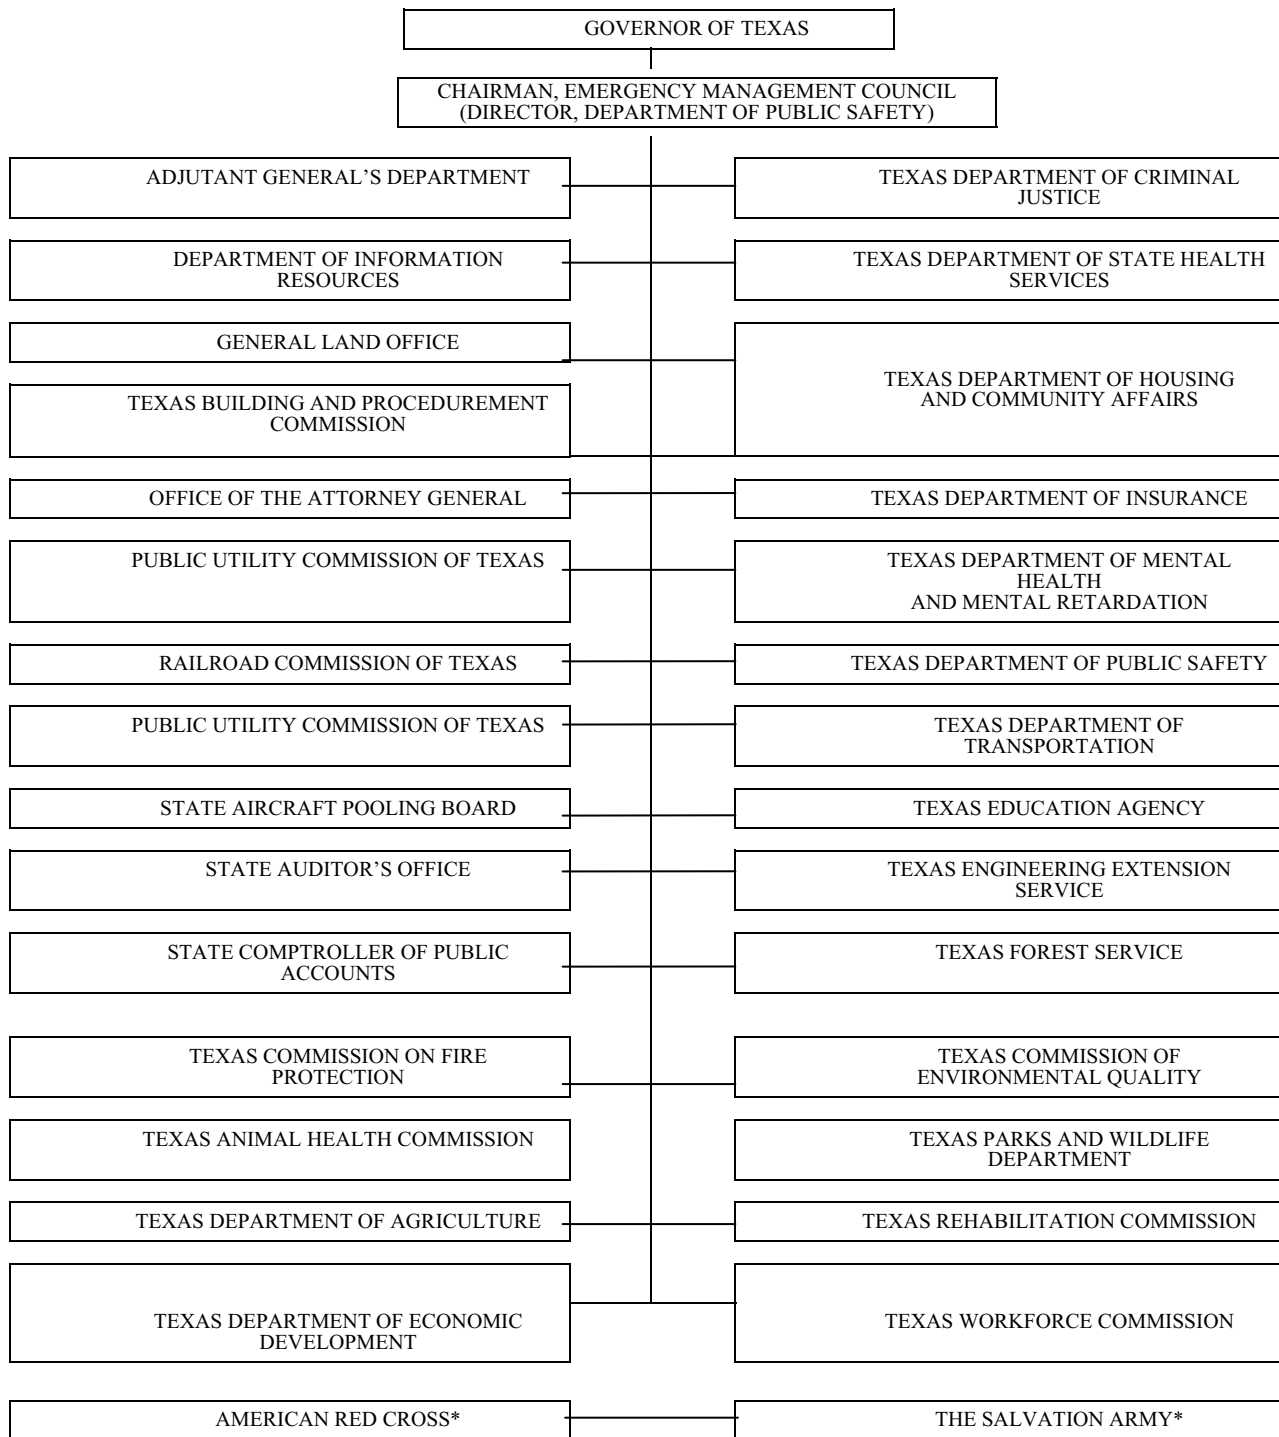 GOVERNOR OF TEXAS
CHAIRMAN, EMERGENCY MANAGEMENT COUNCIL
(DIRECTOR, DEPARTMENT OF PUBLIC SAFETY)
ADJUTANT GENERAL’S DEPARTMENT
TEXAS DEPARTMENT OF CRIMINAL
JUSTICE
DEPARTMENT OF INFORMATION
RESOURCES
TEXAS DEPARTMENT OF STATE HEALTH
SERVICES
GENERAL LAND OFFICE
TEXAS BUILDING AND PROCEDUREMENT
COMMISSION
TEXAS DEPARTMENT OF HOUSING
AND COMMUNITY AFFAIRS
OFFICE OF THE ATTORNEY GENERAL
TEXAS DEPARTMENT OF INSURANCE
PUBLIC UTILITY COMMISSION OF TEXAS
TEXAS DEPARTMENT OF MENTAL
HEALTH
AND MENTAL RETARDATION
RAILROAD COMMISSION OF TEXAS
TEXAS DEPARTMENT OF PUBLIC SAFETY
PUBLIC UTILITY COMMISSION OF TEXAS
TEXAS DEPARTMENT OF
TRANSPORTATION
STATE AIRCRAFT POOLING BOARD
TEXAS EDUCATION AGENCY
STATE AUDITOR’S OFFICE
TEXAS ENGINEERING EXTENSION
SERVICE
STATE COMPTROLLER OF PUBLIC
ACCOUNTS
TEXAS FOREST SERVICE
TEXAS COMMISSION ON FIRE
PROTECTION
TEXAS COMMISSION OF
ENVIRONMENTAL QUALITY
TEXAS ANIMAL HEALTH COMMISSION
TEXAS PARKS AND WILDLIFE
DEPARTMENT
TEXAS DEPARTMENT OF AGRICULTURE
TEXAS REHABILITATION COMMISSION
TEXAS DEPARTMENT OF ECONOMIC
DEVELOPMENT
TEXAS WORKFORCE COMMISSION
AMERICAN RED CROSS*
THE SALVATION ARMY*